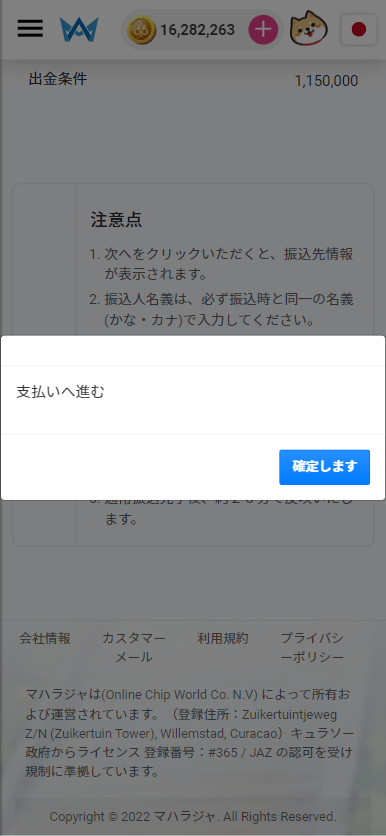 16,282,263
出金条件 1,150,000
注意点
1. 次へをクリックいただくと、振込先情報
が表示されます。
2. 振込人名義は、必ず振込時と同一の名義
(かな・カナ)で入力してください。
支払いへ進む
確定します
ます。
会社情報 カスタマー
メール 利用規約 プライバシ
ーポリシー
マハラジャは(Online Chip World Co. N.V) によって所有お
よび運営されています。（登録住所：Zuikertuintjeweg
Z/N (Zuikertuin Tower), Willemstad, Curacao）キュラソー
政府からライセンス 登録番号：#365 / JAZ の認可を受け
規制に準拠しています。
Copyright © 2022 マハラジャ. All Rights Reserved.